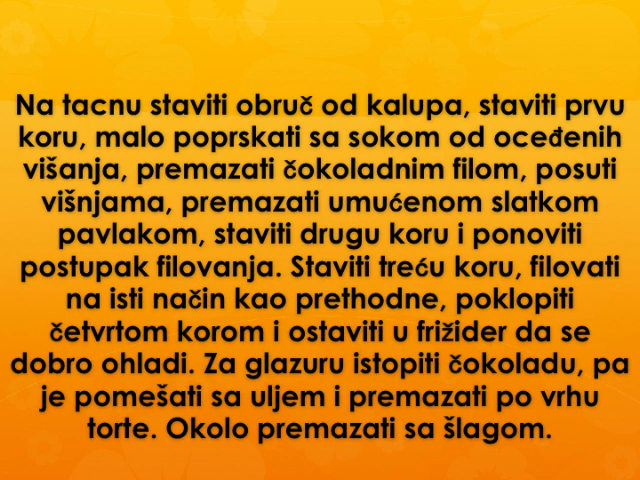 Na tacnu staviti obruč od kalupa, staviti prvu
koru, malo poprskati sa sokom od oceđenih
višanja, premazati čokoladnim filom, posuti
višnjama, premazati umućenom slatkom
pavlakom, staviti drugu koru i ponoviti
postupak filovanja. Staviti treću koru, filovati
na isti način kao prethodne, poklopiti
četvrtom korom i ostaviti u frižider da se
dobro ohladi. Za glazuru istopiti čokoladu, pa
je pomešati sa uljem i premazati po vrhu
torte. Okolo premazati sa šlagom.